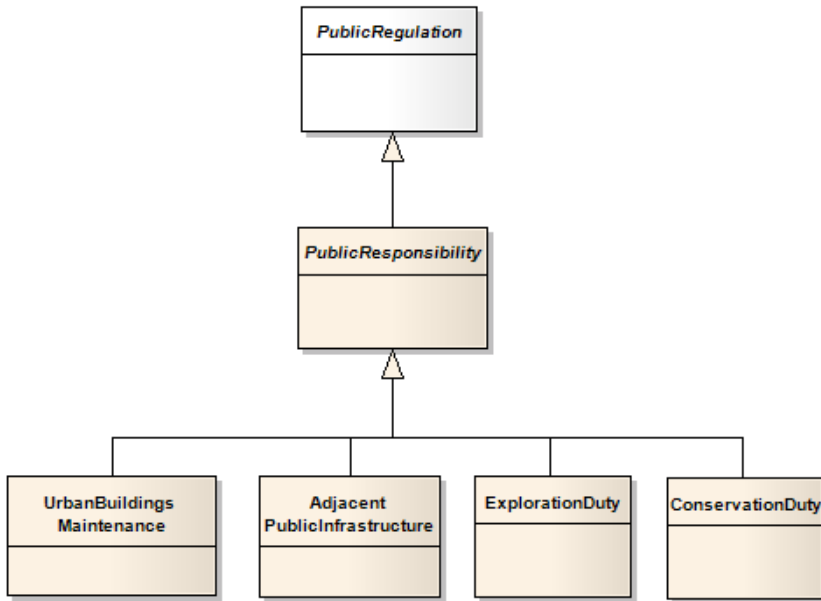 PublicRegulation
PublicResponsibility
UrbanBuildings
Maintenance
Adjacent
PublicInfrastructure
ExplorationDuty
ConservationDuty